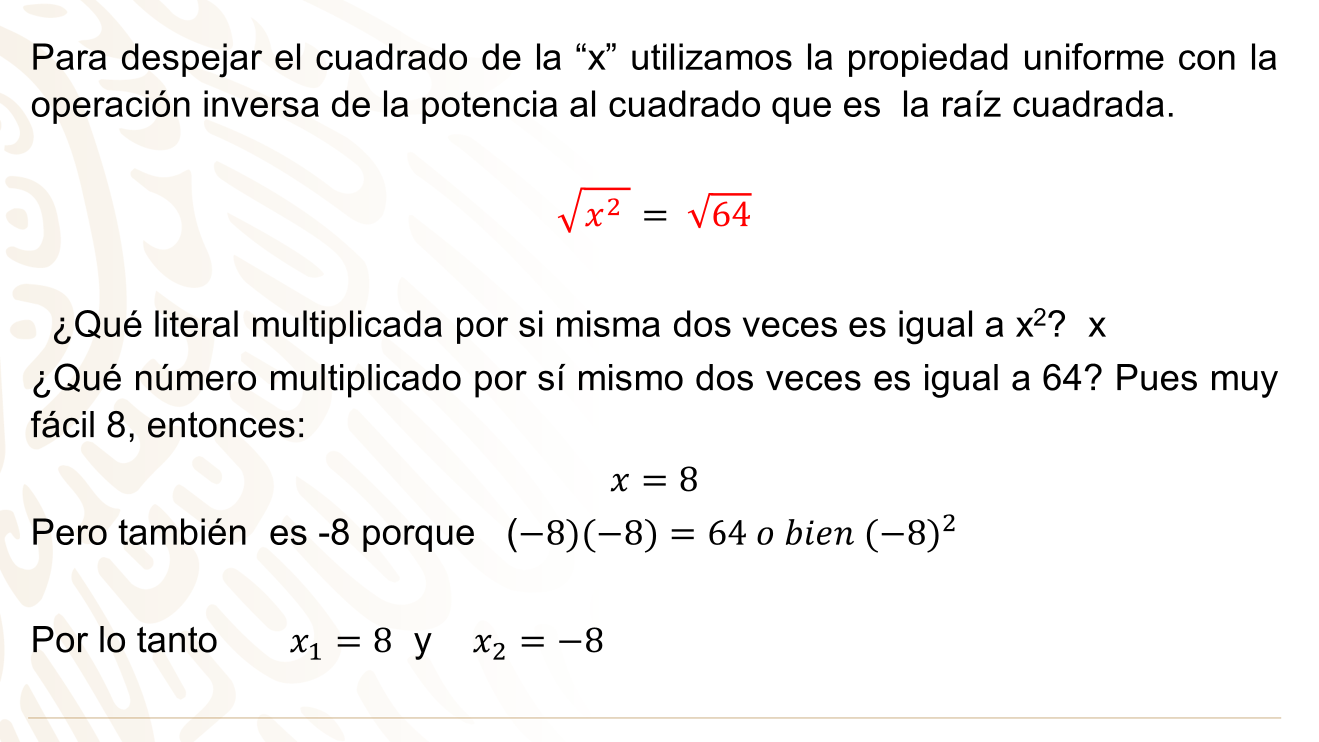 Para despejar el cuadrado de la “x” utilizamos la propiedad uniforme con la
operación inversa de la potencia al cuadrado que es  la raíz cuadrada.
√x² = √64
¿Qué literal multiplicada por si misma dos veces es igual a x²?  x
¿Qué número multiplicado por sí mismo dos veces es igual a 64? Pues muy
fácil 8, entonces:
x = 8
Pero también  es -8 porque   (−8)(−8) = 64 o bien (−8)²
Por lo tanto      x₁ = 8  y   x₂ = −8